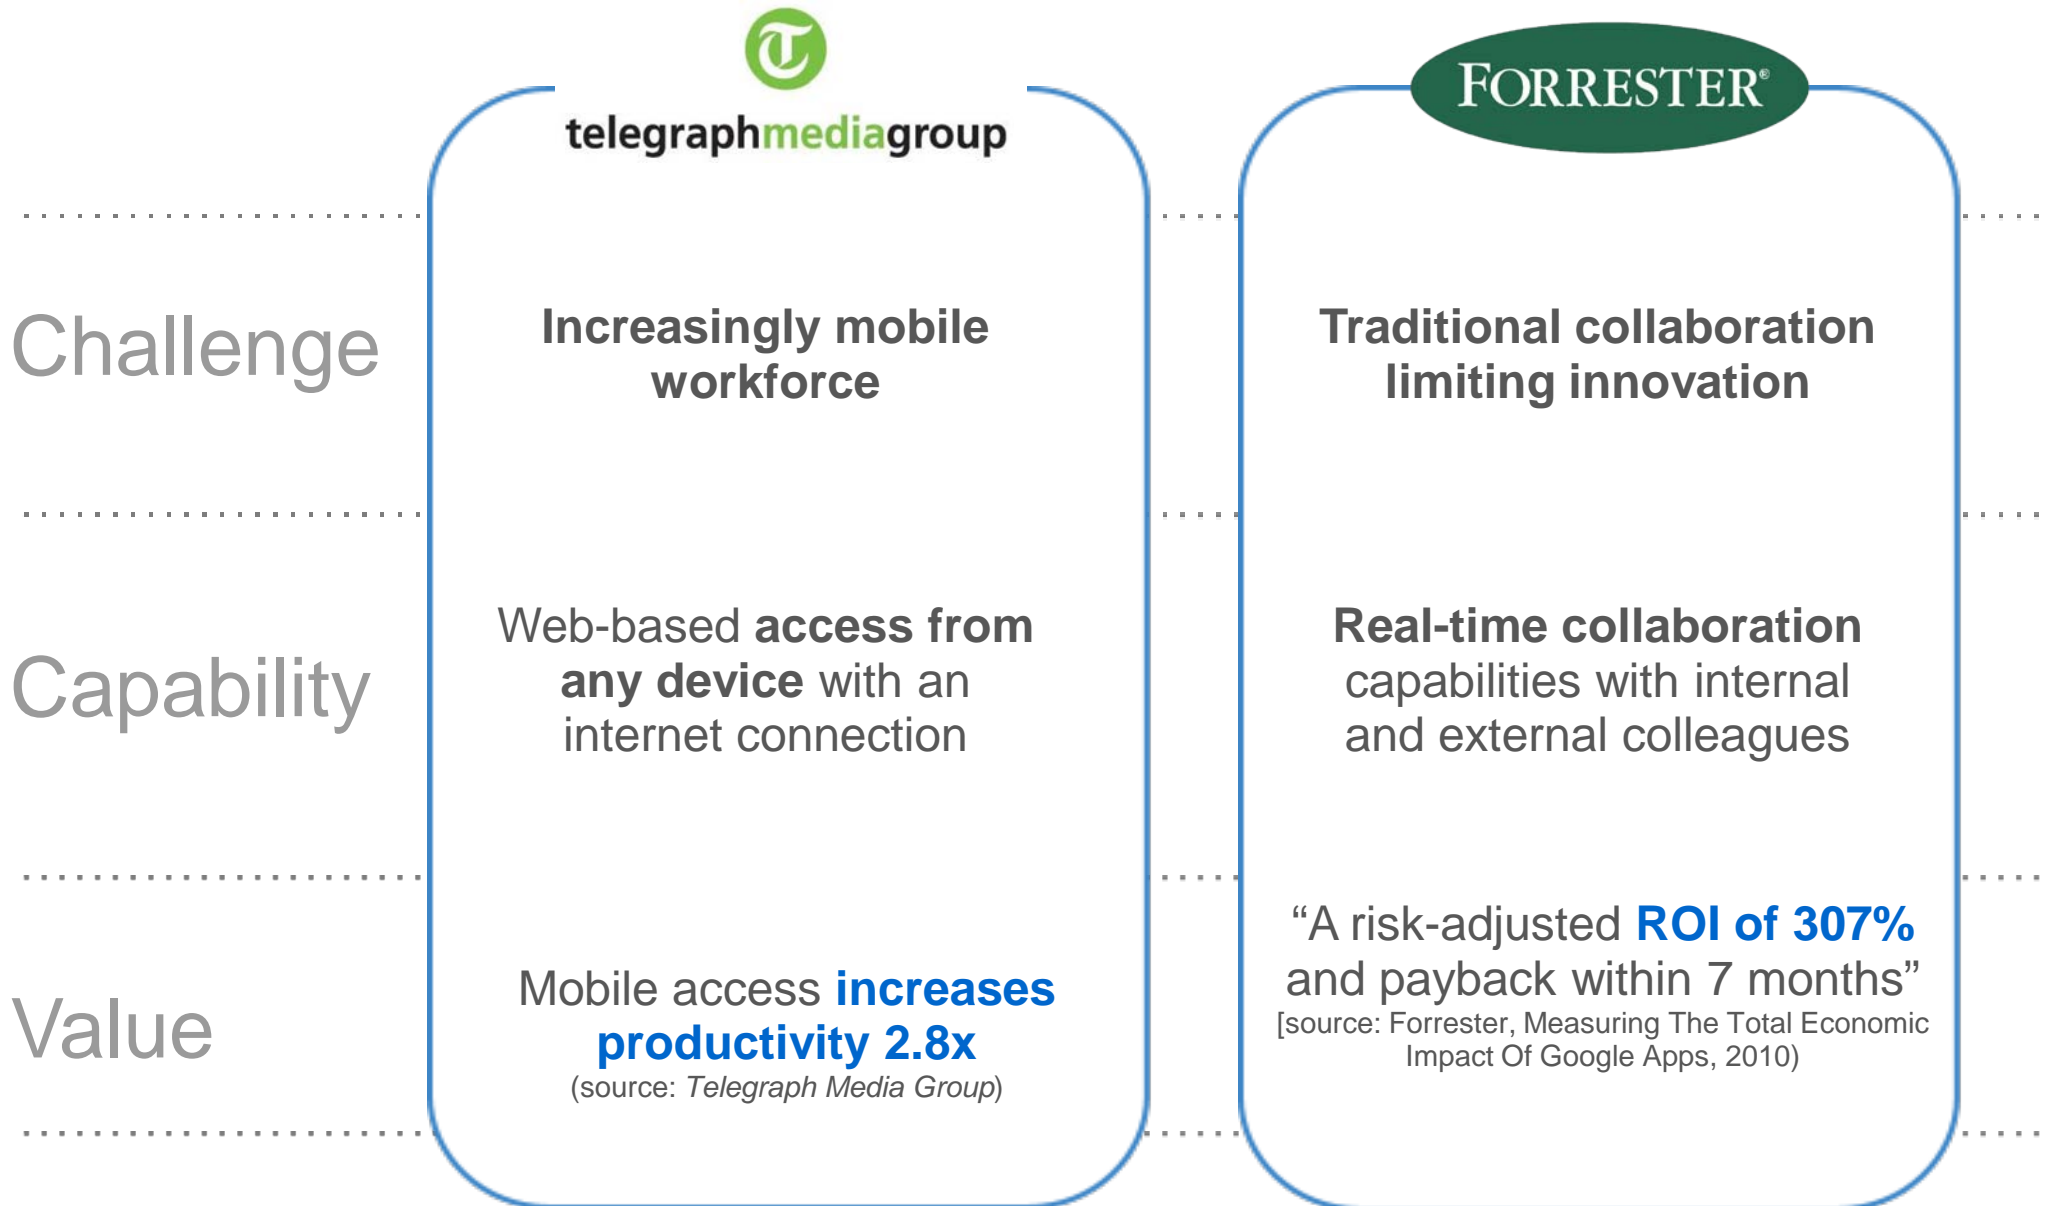 telegraphmediagroup
FORRESTER®
Challenge
Increasingly mobile
workforce
Traditional collaboration
limiting innovation
Capability
Web-based access from
any device with an
internet connection
Real-time collaboration
capabilities with internal
and external colleagues
Value
Mobile access increases
productivity 2.8x
(source: Telegraph Media Group)
“A risk-adjusted ROI of 307%
and payback within 7 months”
[source: Forrester, Measuring The Total Economic
Impact Of Google Apps, 2010)